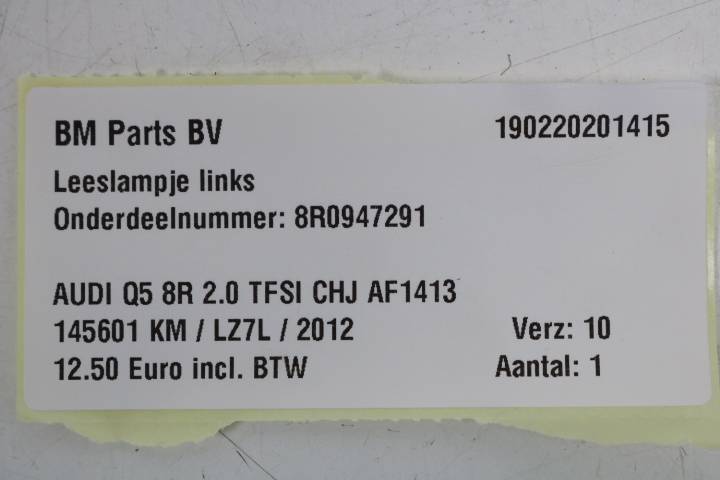 BM Parts BV 190220201415
Leeslampje links
Onderdeelnummer: 8R0947291
AUDI Q5 8R 2.0 TFSI CHJ AF1413
145601 KM / LZ7L / 2012 Verz: 10
12.50 Euro incl. BTW Aantal: 1